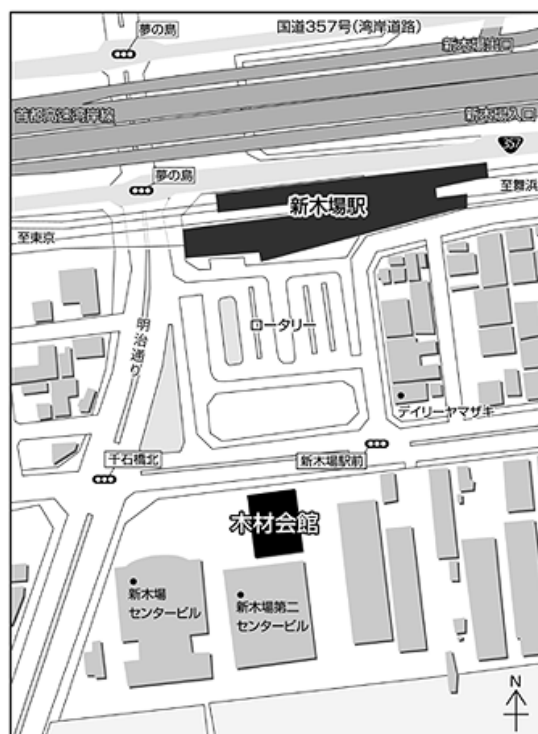 夢の島
国道357号(湾岸道路)
新木場出口
首都高速湾岸線
新木場入口
357
夢の島
新木場駅
至舞浜
至東京
明治通り
ロータリー
デイリーヤマザキ
千石橋北
新木場駅前
木材会館
新木場
センタービル
新木場第二
センタービル
N